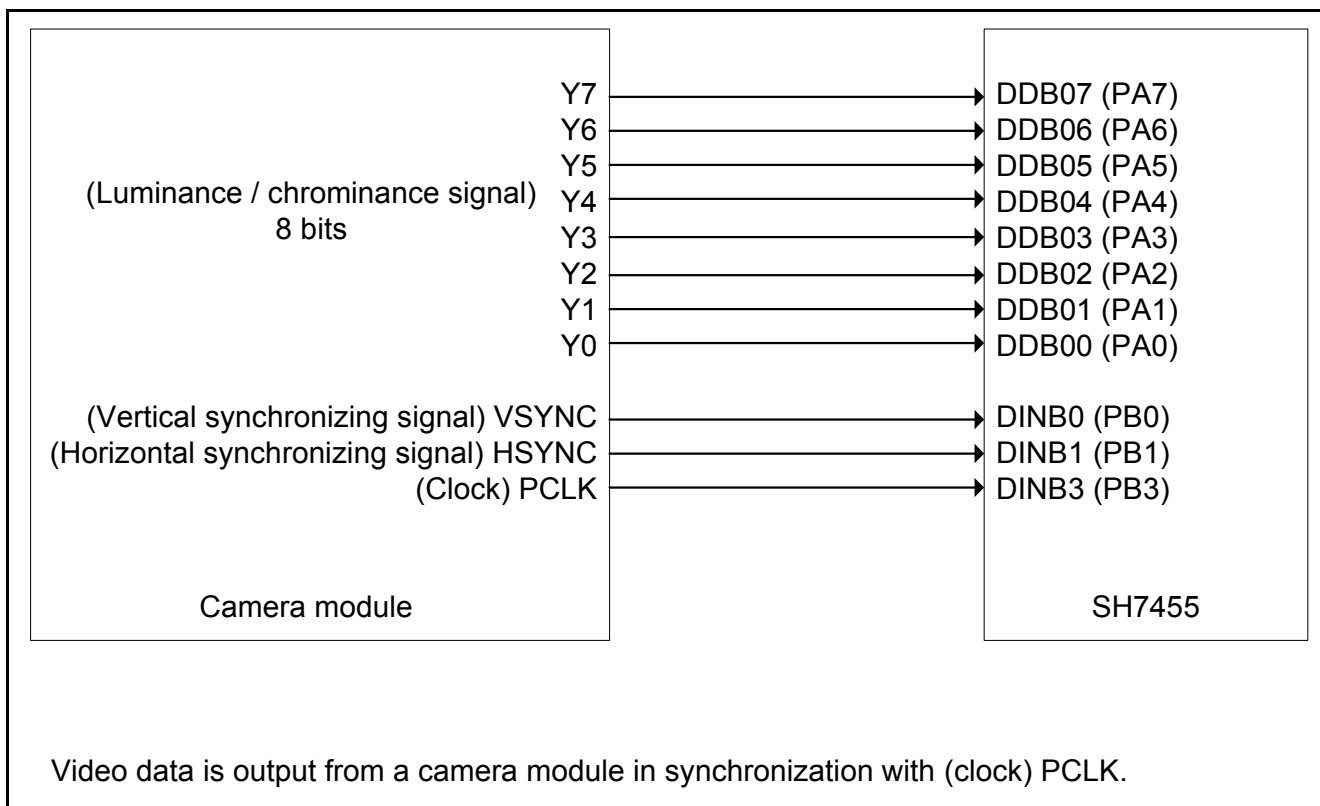 Y7 DDB07 (PA7)
Y6 DDB06 (PA6)
Y5 DDB05 (PA5)
(Luminance / chrominance signal) Y4 DDB04 (PA4)
8 bits Y3 DDB03 (PA3)
Y2 DDB02 (PA2)
Y1 DDB01 (PA1)
Y0 DDB00 (PA0)
(Vertical synchronizing signal) VSYNC DINB0 (PB0)
(Horizontal synchronizing signal) HSYNC DINB1 (PB1)
(Clock) PCLK DINB3 (PB3)
Camera module SH7455
Video data is output from a camera module in synchronization with (clock) PCLK.